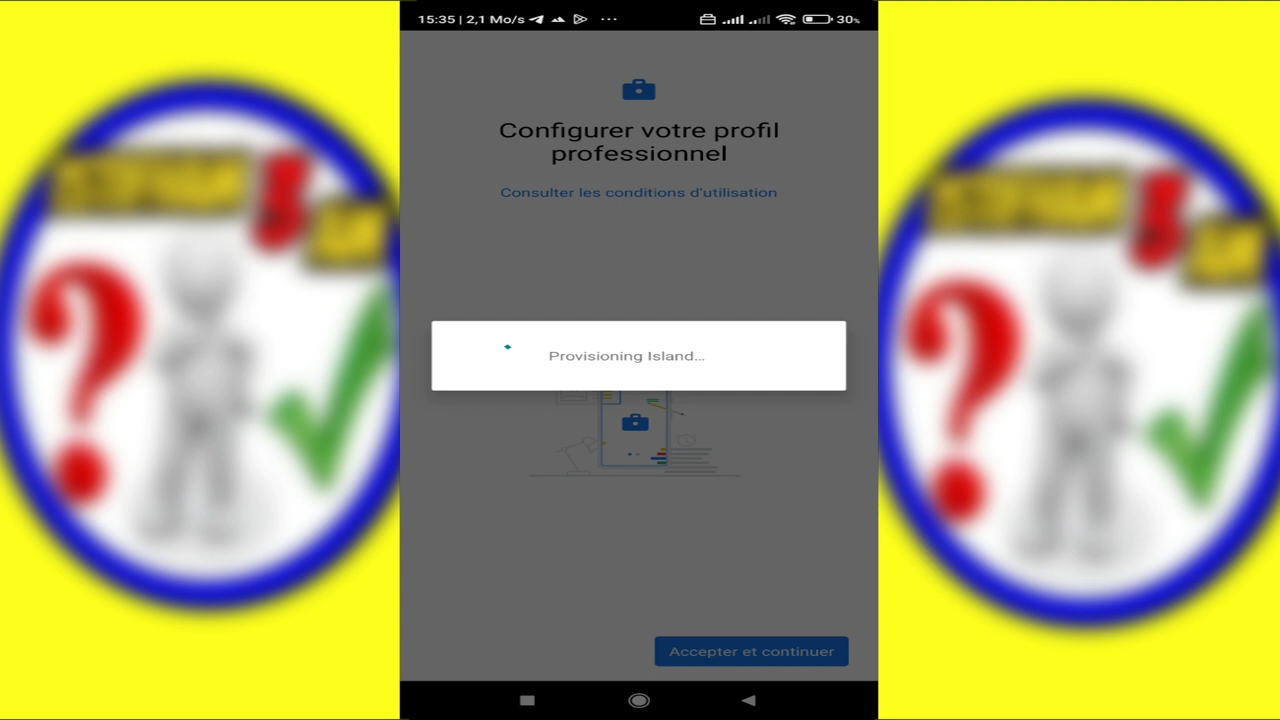 15:35 | 2,1 Mo/s ... 30%
Configurer votre profil
professionnel
Consulter les conditions d'utilisation
Provisioning Island...
Accepter et continuer